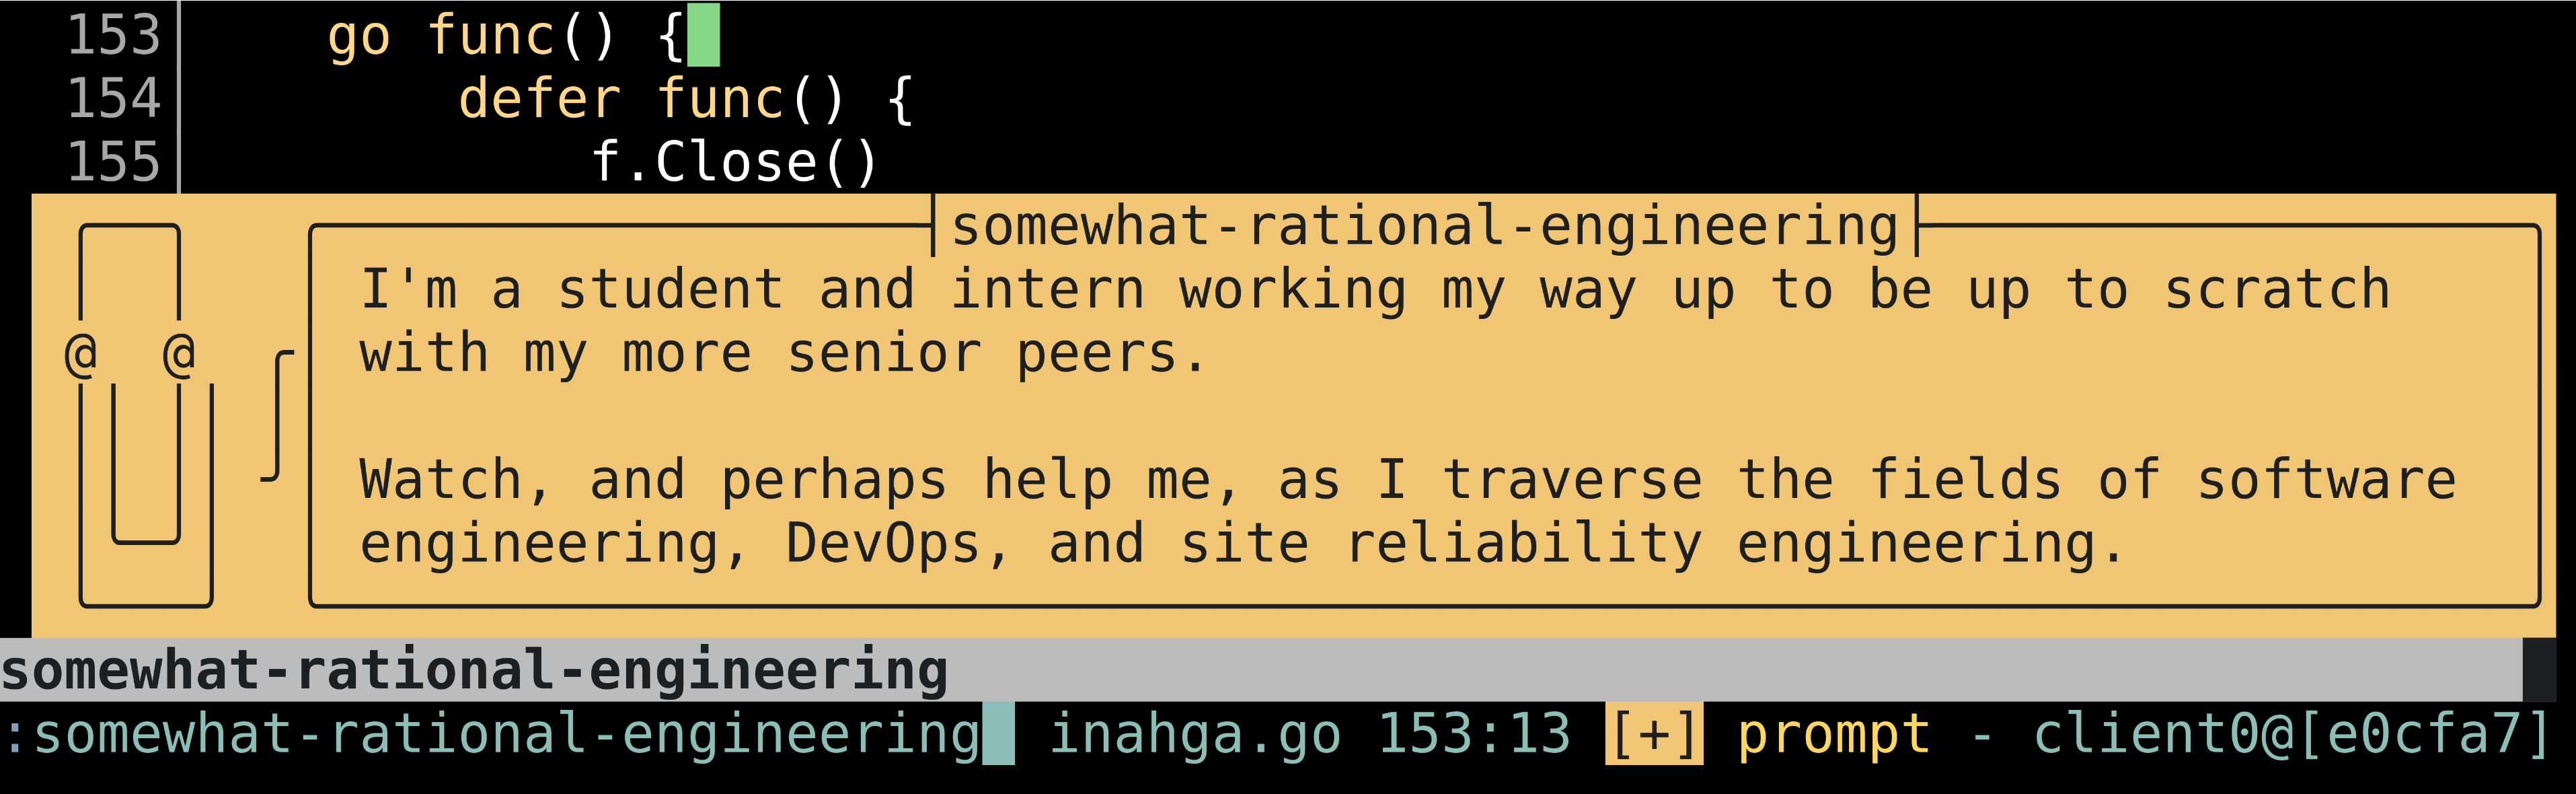 153 go func() {
154 defer func() {
155 f.Close()
somewhat-rational-engineering
I'm a student and intern working my way up to be up to scratch
with my more senior peers.
@ @
Watch, and perhaps help me, as I traverse the fields of software
engineering, DevOps, and site reliability engineering.
somewhat-rational-engineering
:somewhat-rational-engineering inahga.go 153:13 [+] prompt - client0@[e0cfa7]